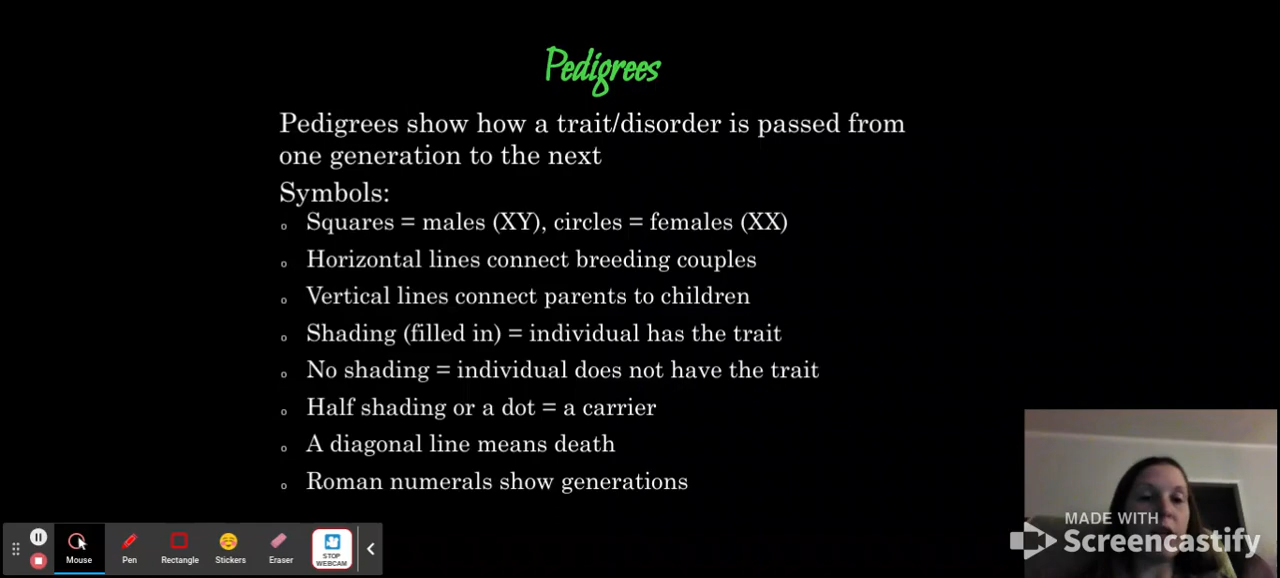 Pedigrees
Pedigrees show how a trait/disorder is passed from
one generation to the next
Symbols:
Squares = males (XY), circles = females (XX)
Horizontal lines connect breeding couples
Vertical lines connect parents to children
Shading (filled in) = individual has the trait
No shading = individual does not have the trait
Half shading or a dot = a carrier
A diagonal line means death
Roman numerals show generations
MADE WITH
Screencastify
Mouse
Pen
Rectangle
Stickers
Eraser
STOP
WEBCAM